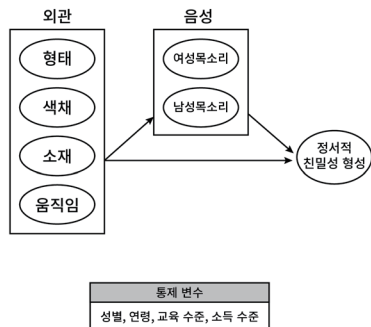 외관
음성
형태
색채
소재
움직임
여성목소리
남성목소리
정서적
친밀성 형성
통제 변수
성별, 연령, 교육 수준, 소득 수준